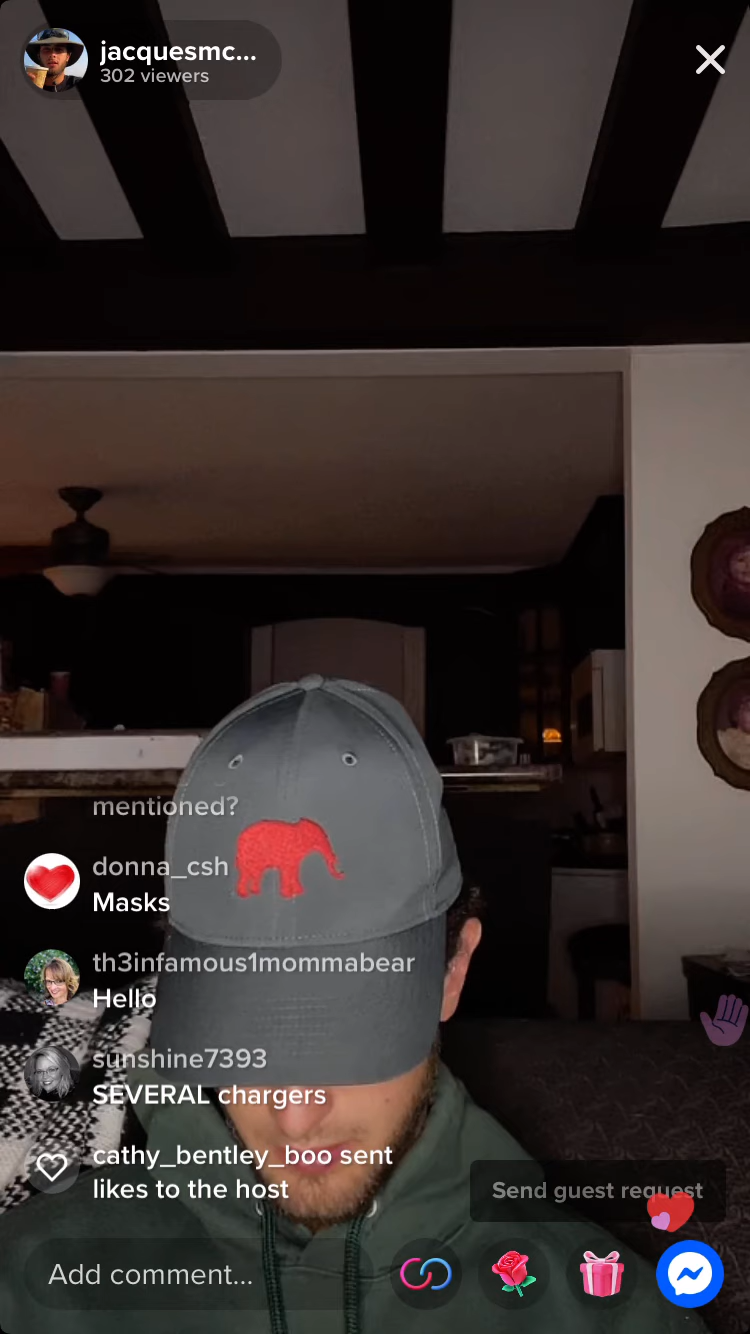 jacquesmc...
302 viewers
mentioned?
donna_csh
Masks
th3infamous1mommabear
Hello
sunshine7393
SEVERAL chargers
cathy_bentley_boo sent
likes to the host
Send guest request
Add comment...